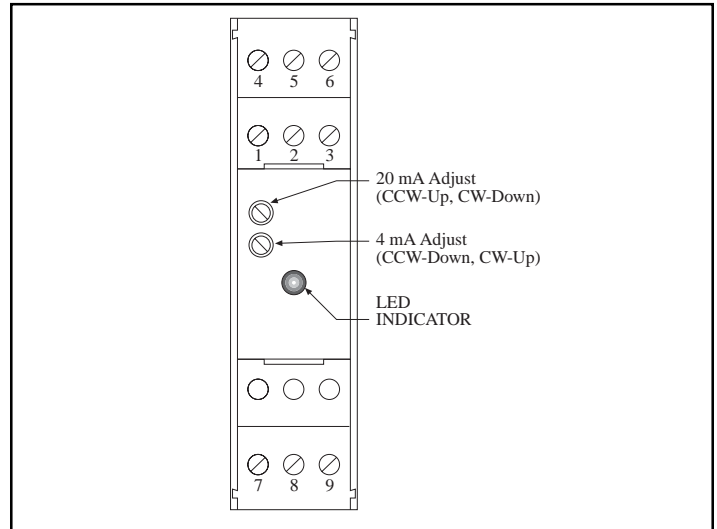 4 5 6
1 2 3
20 mA Adjust
(CCW-Up, CW-Down)
4 mA Adjust
(CCW-Down, CW-Up)
LED
INDICATOR
7 8 9